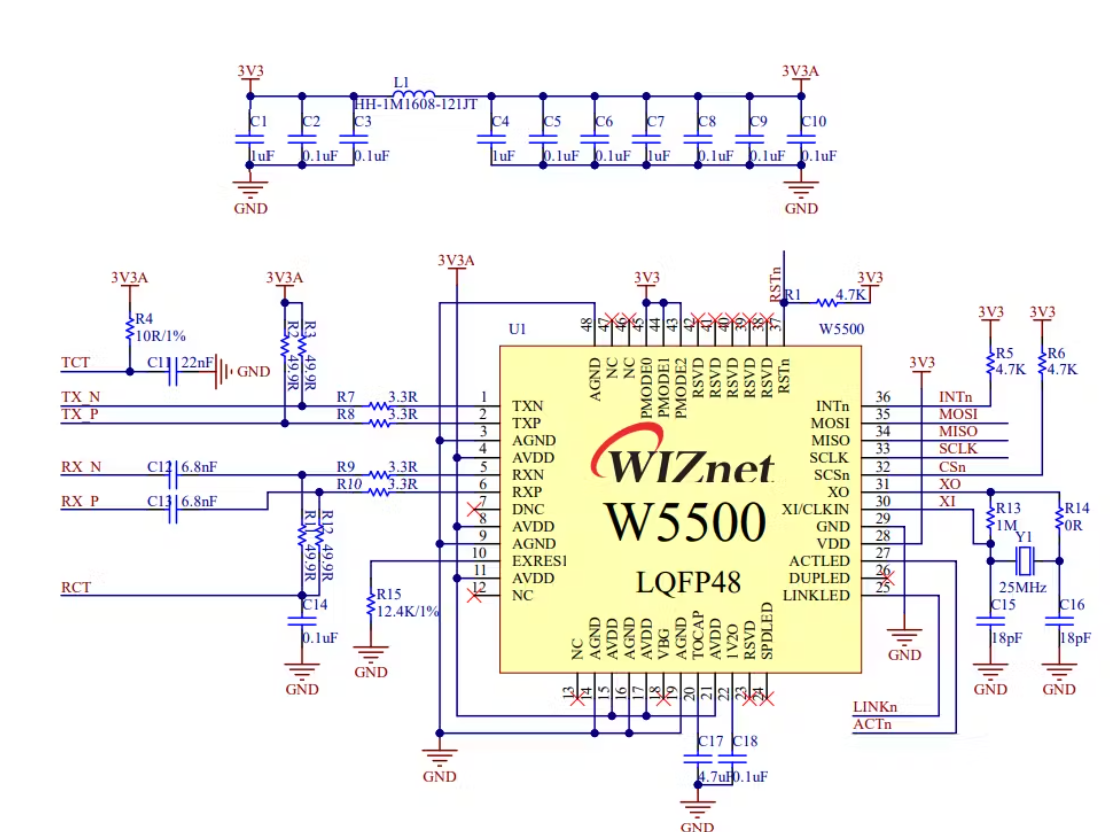 3V3
L1
3V3A
HH-1M1608-121JT
C1
C2
C3
C4
C5
C6
C7
C8
C9
C10
1uF
0.1uF
0.1uF
1uF
0.1uF
0.1uF
1uF
0.1uF
0.1uF
0.1uF
GND
GND
3V3A
3V3A
3V3A
3V3
RSTn
3V3
R1
4.7K
R4
10R/1%
R2
49.9R
R3
49.9R
U1
W5500
3V3
3V3
R5
4.7K
R6
4.7K
3V3
TCT
C11
22nF
GND
48
47
46
45
44
43
42
41
40
39
38
37
AGND
NC
NC
PMODE0
PMODE1
PMODE2
RSVD
RSVD
RSVD
RSVD
RSVD
RSTn
TX_N
R7
3.3R
1
TXN
TX_P
R8
3.3R
2
TXP
3
AGND
4
AVDD
RX_N
C12
6.8nF
R9
3.3R
5
RXN
RX_P
C13
6.8nF
R10
3.3R
6
RXP
7
DNC
8
AVDD
9
AGND
10
EXRES1
11
AVDD
12
NC
R11
49.9R
R12
49.9R
RCT
C14
0.1uF
GND
R15
12.4K/1%
GND
WIZnet
W5500
LQFP48
INTn
36
INTn
MOSI
35
MOSI
MISO
34
MISO
SCLK
33
SCLK
SCSn
32
CSn
XO
31
XO
XI/CLKIN
30
XI
GND
29
VDD
28
ACTLED
27
DUPLED
26
LINKLED
25
R13
1M
R14
0R
Y1
25MHz
C15
18pF
GND
C16
18pF
GND
GND
NC
AGND
AVDD
AGND
AVDD
VBG
AGND
TOCAP
AVDD
1V2O
RSVD
SPDLED
13
14
15
16
17
18
19
20
21
22
23
24
LINKn
ACTn
GND
C17
4.7uF
C18
0.1uF
GND